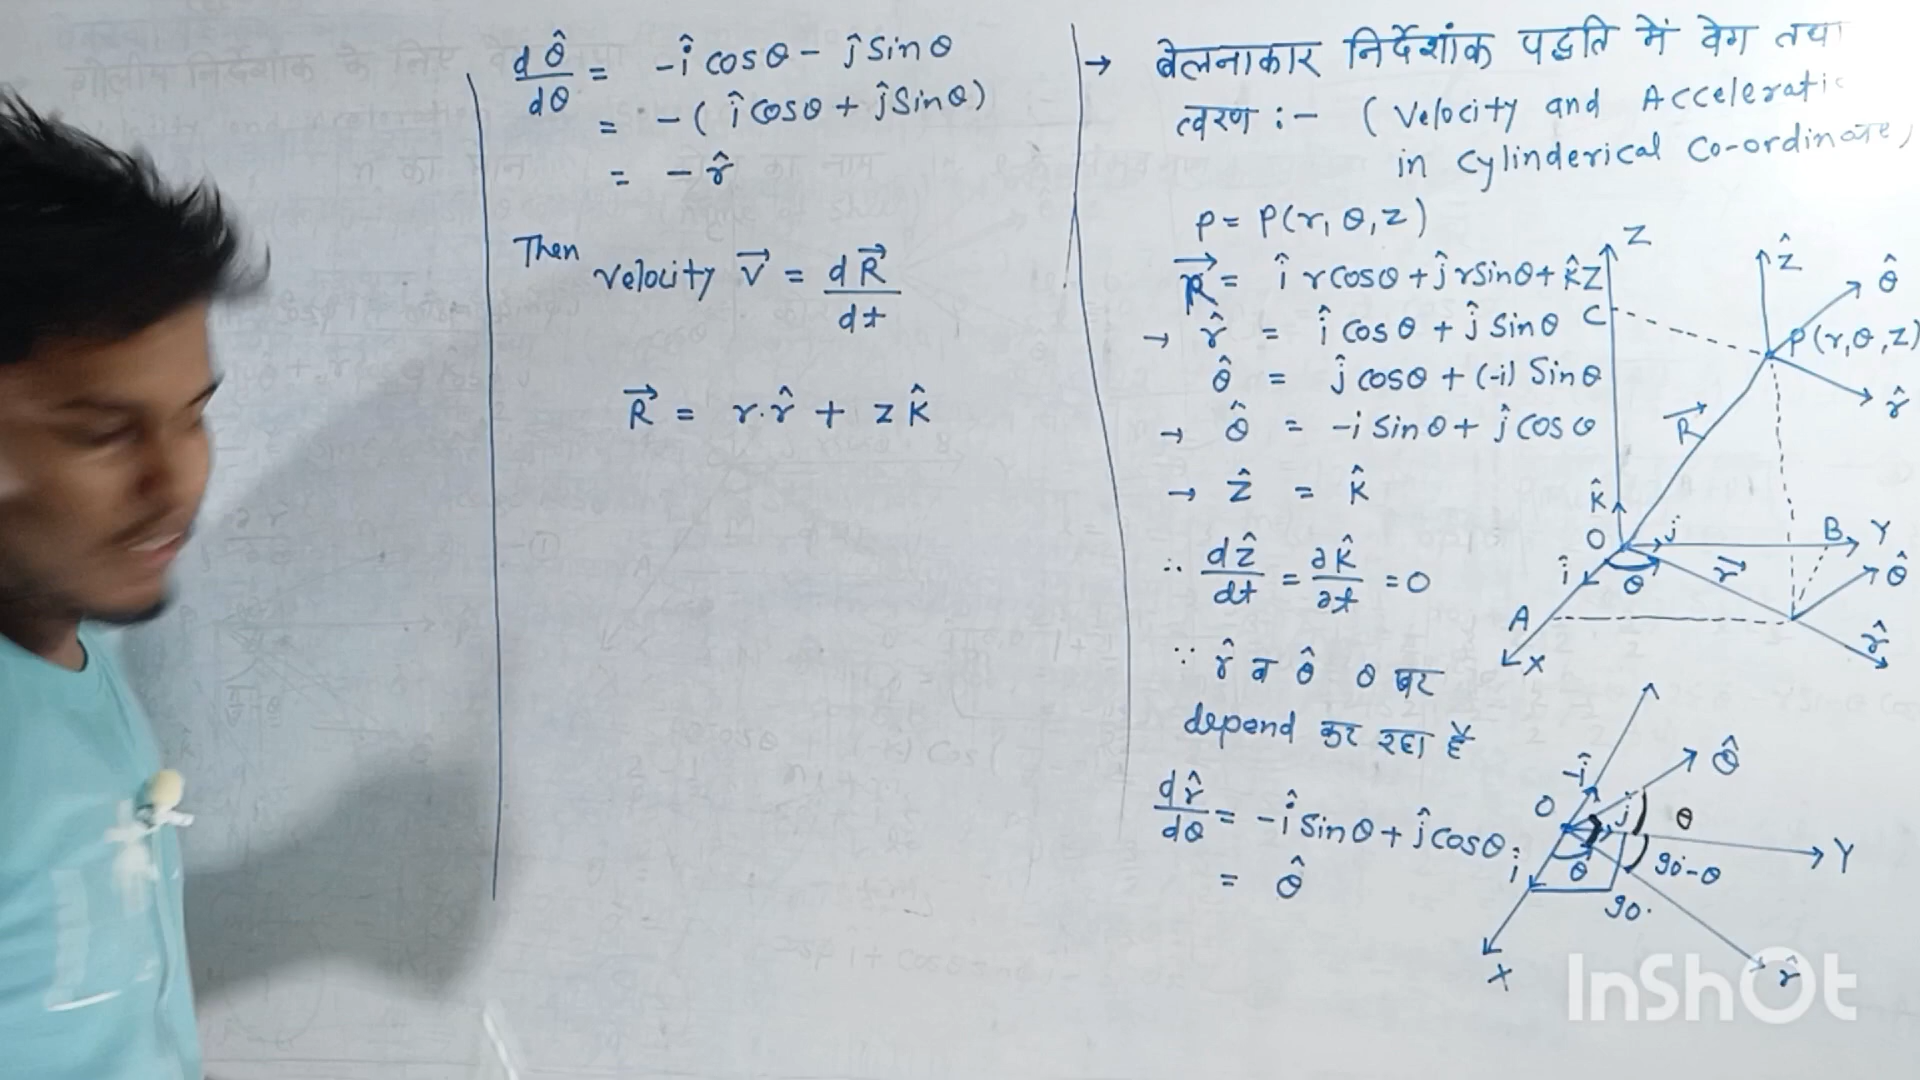 dθ̂/dθ = -î cosθ - ĵ sinθ
= -(î cosθ + ĵ sinθ)
= -r̂
Then
velocity V⃗ = dR⃗/dt
R⃗ = r.r̂ + zk̂
→ बेलनाकार निर्देशांक पद्धति में वेग तथा
त्वरण :- (Velocity and Acceleratio
in cylinderical co-ordinate)
P = P(r, θ, z)
R⃗ = î rcosθ + ĵ rsinθ + k̂z
→ r̂ = î cosθ + ĵ sinθ
θ̂ = ĵ cosθ + (-i) sinθ
→ θ̂ = -i sinθ + ĵ cosθ
→ ẑ = k̂
∴ dẑ/dt = ∂k̂/∂t = 0
∵ r̂ व θ̂ θ पर
depend कर रहा है
dr̂/dθ = -î sinθ + ĵ cosθ
= θ̂
Z
ẑ
θ̂
C
P(r, θ, z)
r̂
R⃗
k̂
O
j
B
Y
î
θ
r⃗
θ̂
A
X
r̂
-î
θ̂
O
j
θ
Y
i
θ
90-θ
90.
X
r̂
InShOt